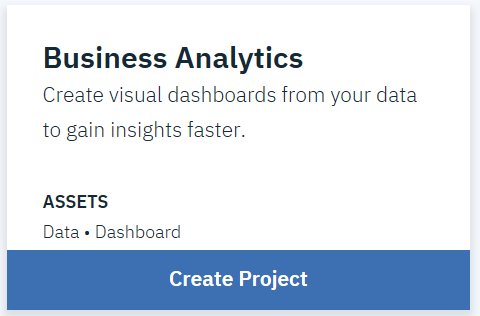 Business Analytics
Create visual dashboards from your data
to gain insights faster.
ASSETS
Data • Dashboard
Create Project